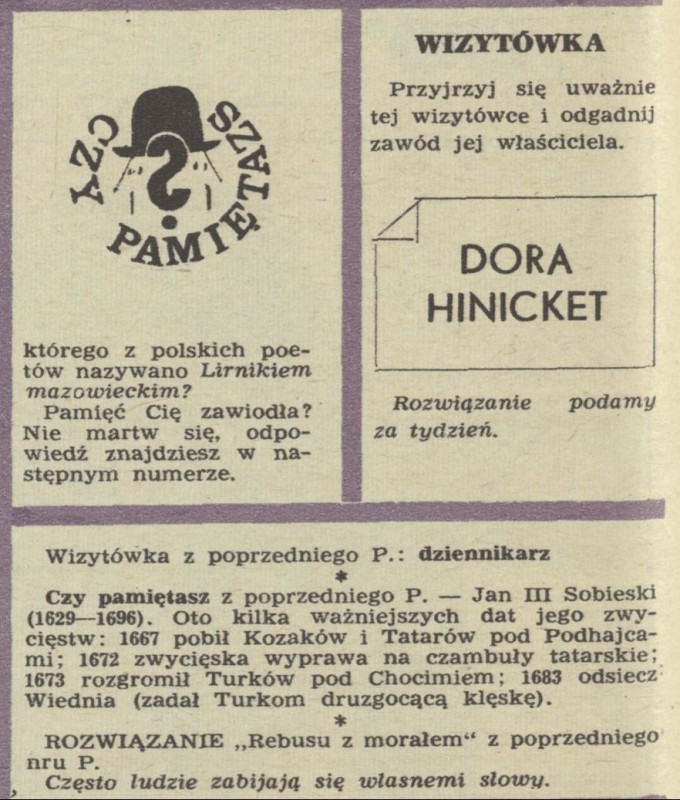 CZY PAMIĘTASZ
?
którego z polskich poe-
tów nazywano Lirnikiem
mazowieckim?
Pamięć Cię zawiodła?
Nie martw się, odpo-
wiedź znajdziesz w na-
stępnym numerze.
WIZYTÓWKA
Przyjrzyj się uważnie
tej wizytówce i odgadnij
zawód jej właściciela.
DORA
HINICKET
Rozwiązanie podamy
za tydzień.
Wizytówka z poprzedniego P.: dziennikarz
*
Czy pamiętasz z poprzedniego P. — Jan III Sobieski
(1629—1696). Oto kilka ważniejszych dat jego zwy-
cięstw: 1667 pobił Kozaków i Tatarów pod Podhajca-
mi; 1672 zwycięska wyprawa na czambuły tatarskie;
1673 rozgromił Turków pod Chocimiem; 1683 odsiecz
Wiednia (zadał Turkom druzgocącą klęskę).
*
ROZWIĄZANIE „Rebusu z morałem“ z poprzedniego
nru P.
Często ludzie zabijają się własnemi słowy.